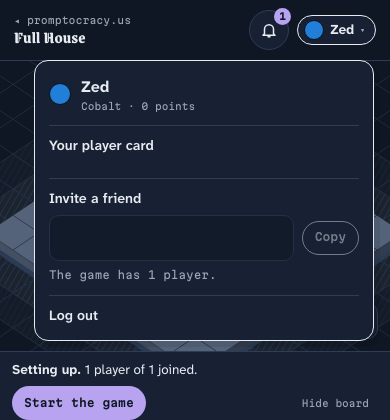 ◂ promptocracy.us
Full House
1
Zed ▾
Zed
Cobalt · 0 points
Your player card
Invite a friend
Copy
The game has 1 player.
Log out
Setting up. 1 player of 1 joined.
Start the game
Hide board